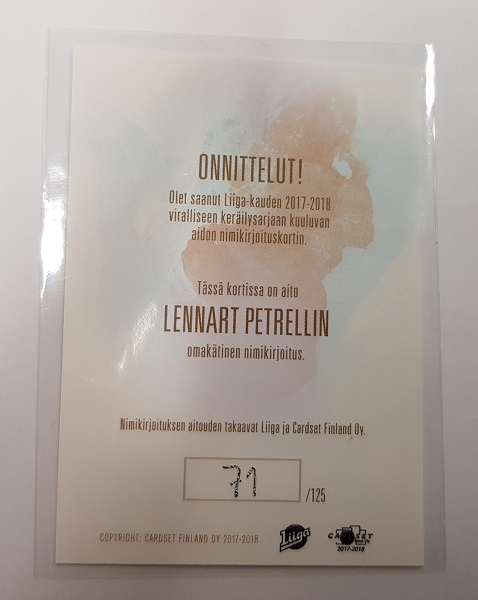 ONNITTELUT!
Olet saanut Liiga-kauden 2017-2018
viralliseen keräilysarjaan kuuluvan
aidon nimikirjoituskortin.
Tässä kortissa on aito
LENNART PETRELLIN
omakätinen nimikirjoitus.
Nimikirjoituksen aitouden takaavat Liiga ja Cardset Finland Oy.
71 /125
COPYRIGHT: CARDSET FINLAND OY 2017-2018
Liiga
CARDSET
2017-2018